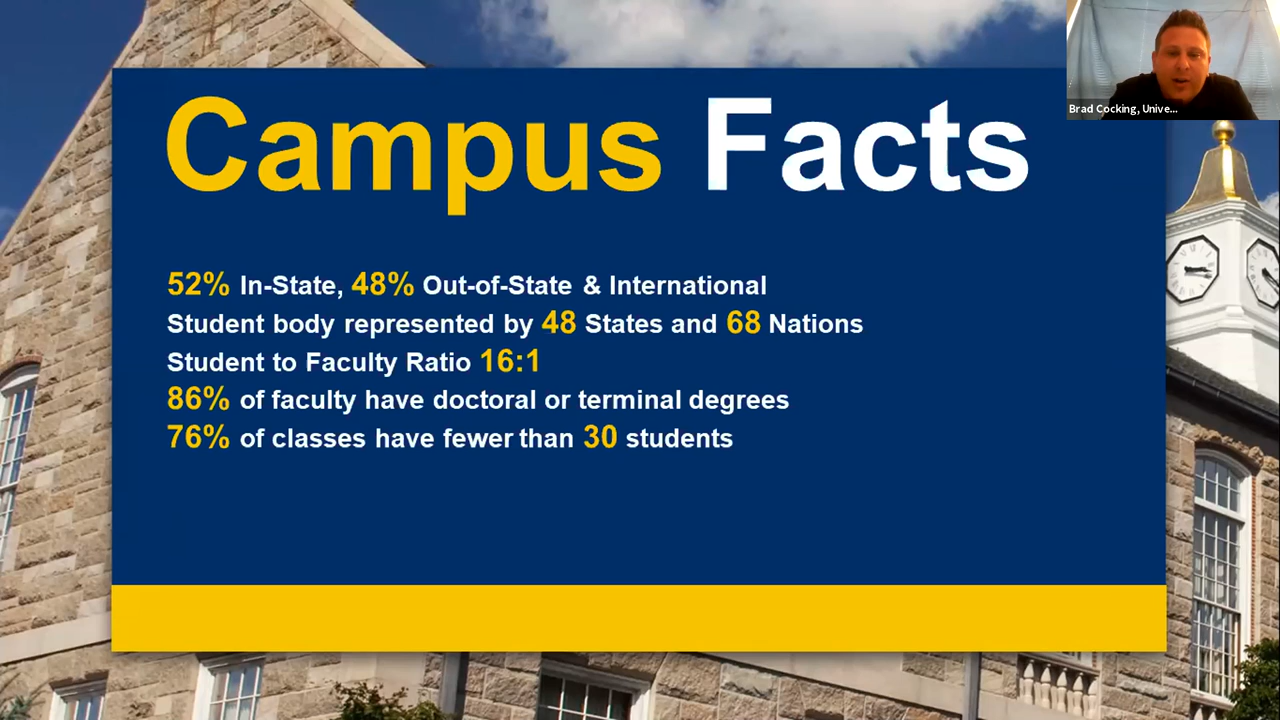 Campus Facts
Brad Cocking, Unive...
52% In-State, 48% Out-of-State & International
Student body represented by 48 States and 68 Nations
Student to Faculty Ratio 16:1
86% of faculty have doctoral or terminal degrees
76% of classes have fewer than 30 students